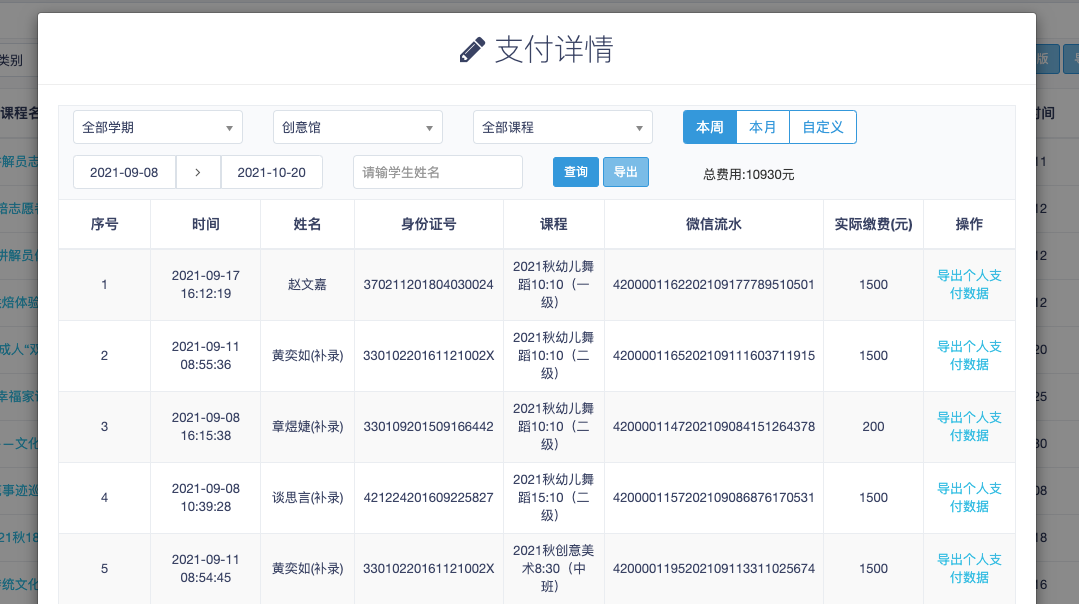 支付详情
全部学期 创意馆 全部课程 本周 本月 自定义
2021-09-08 > 2021-10-20 请输学生姓名 查询 导出 总费用:10930元
序号 时间 姓名 身份证号 课程 微信流水 实际缴费(元) 操作
1 2021-09-17 16:12:19 赵文嘉 370211201804030024 2021秋幼儿舞蹈10:10（一级） 4200001162202109177789510501 1500 导出个人支付数据
2 2021-09-11 08:55:36 黄奕如(补录) 33010220161121002X 2021秋幼儿舞蹈10:10（二级） 4200001165202109111603711915 1500 导出个人支付数据
3 2021-09-08 16:15:38 章煜婕(补录) 330109201509166442 2021秋幼儿舞蹈10:10（二级） 4200001147202109084151264378 200 导出个人支付数据
4 2021-09-08 10:39:28 谈思言(补录) 421224201609225827 2021秋幼儿舞蹈15:10（二级） 4200001157202109086876170531 1500 导出个人支付数据
5 2021-09-11 08:54:45 黄奕如(补录) 33010220161121002X 2021秋创意美术8:30（中班） 4200001195202109113311025674 1500 导出个人支付数据
类别
课程名
解员志
陪志愿者
讲解员
陪体验
成人“双
幸福家
一文化
事迹巡
21秋18
统文化
版
时间